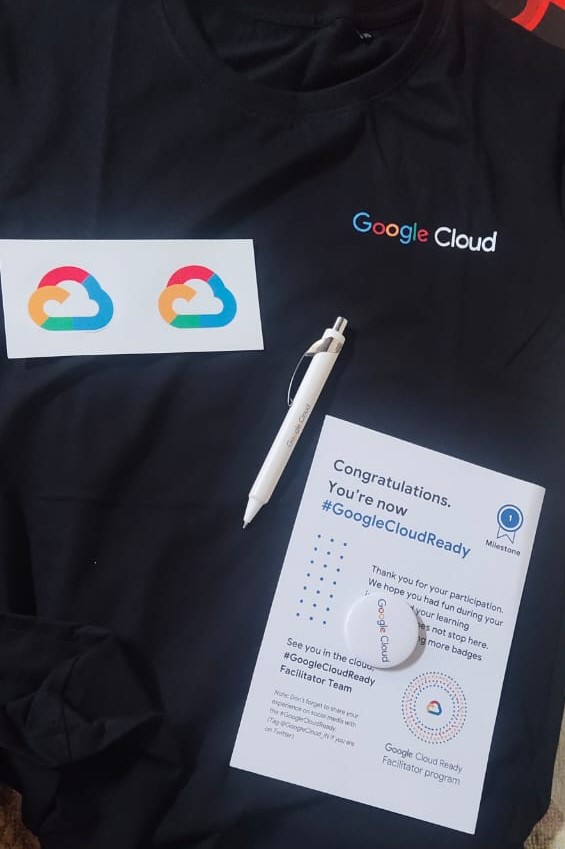 Google Cloud
Google Cloud
Congratulations.
You're now
#GoogleCloudReady
1
Milestone
Thank you for your participation.
We hope you had fun during your
your learning
not stop here.
more badges
Google Cloud
See you in the cloud,
#GoogleCloudReady
Facilitator Team
Note: Don't forget to share your
experience on social media with
the #GoogleCloudReady
(Tag @GoogleCloud_IN if you are
on Twitter)
Google Cloud Ready
Facilitator program